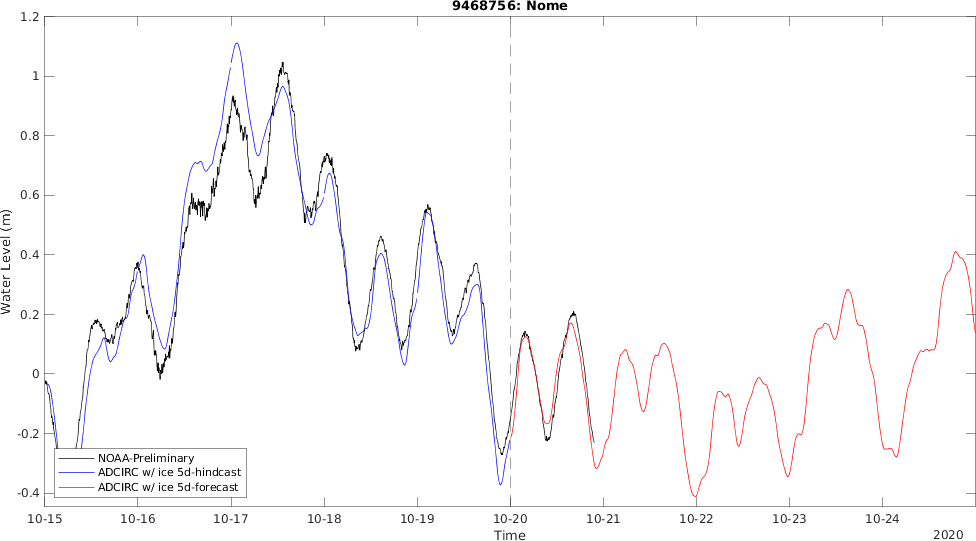 9468756: Nome
1.2
1
0.8
0.6
0.4
0.2
0
-0.2
-0.4
Water Level (m)
NOAA-Preliminary
ADCIRC w/ ice 5d-hindcast
ADCIRC w/ ice 5d-forecast
10-15 10-16 10-17 10-18 10-19 10-20 10-21 10-22 10-23 10-24
Time
2020